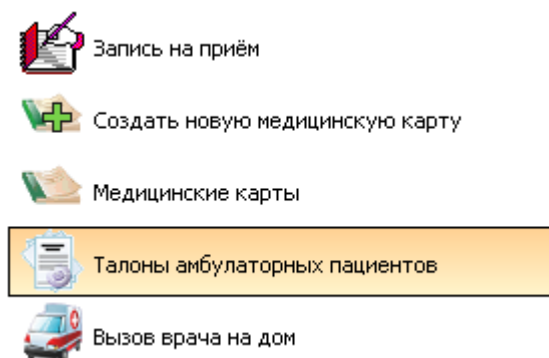 Запись на приём
Создать новую медицинскую карту
Медицинские карты
Талоны амбулаторных пациентов
Вызов врача на дом